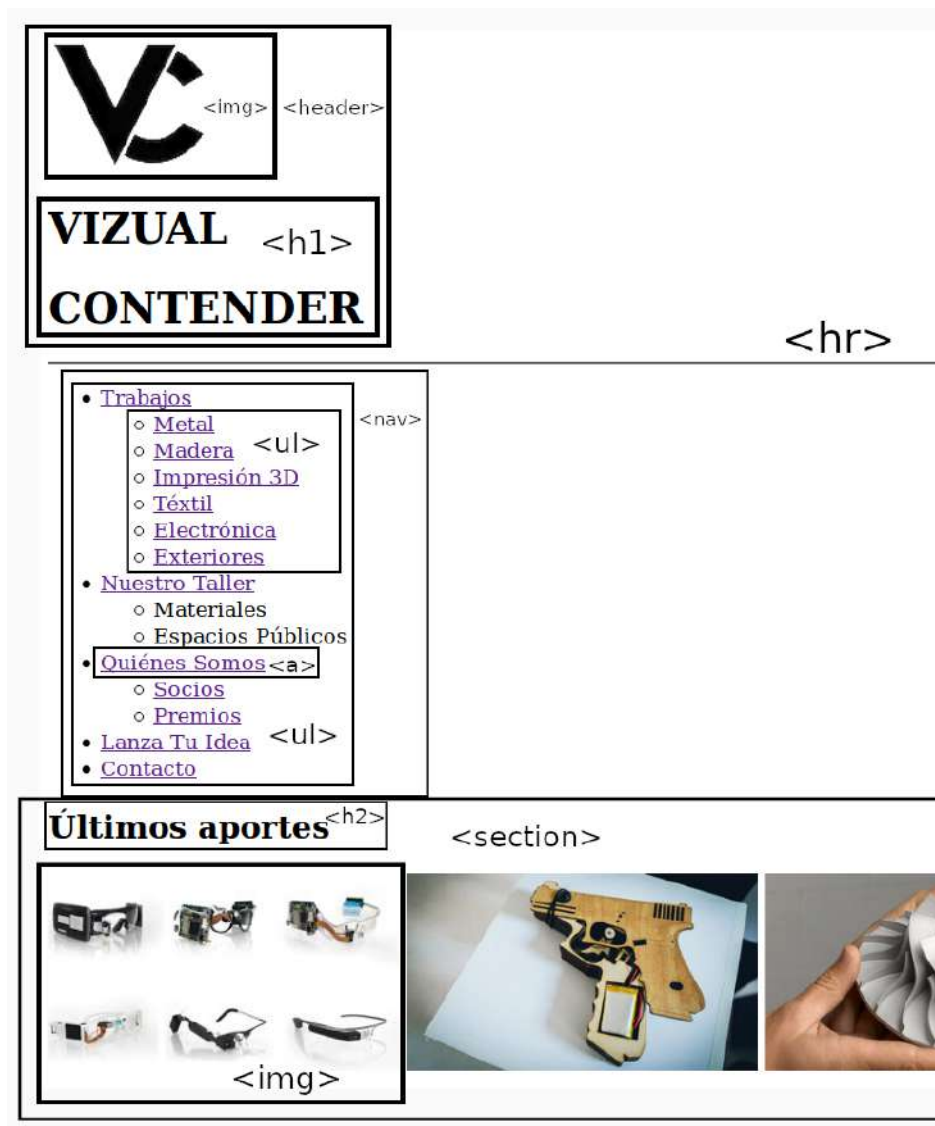 VC
<img> <header>
VIZUAL
<h1>
CONTENDER
<hr>
Trabajos
<nav>
Metal
Madera
<ul>
Impresión 3D
Téxtil
Electrónica
Exteriores
Nuestro Taller
Materiales
Espacios Públicos
Quiénes Somos <a>
Socios
Premios
<ul>
Lanza Tu Idea
Contacto
Últimos aportes
<h2>
<section>
<img>